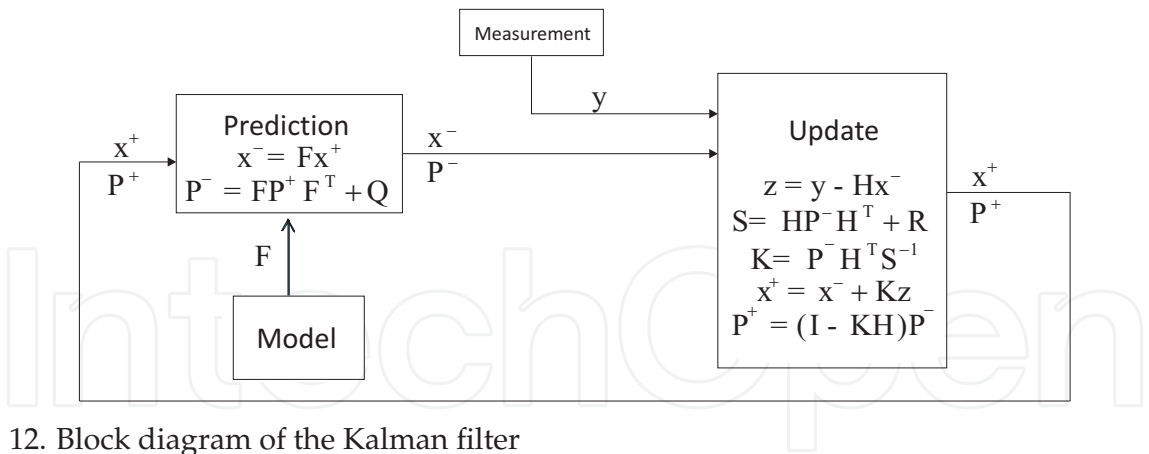 Measurement
y
Prediction
x⁻ = Fx⁺
P⁻ = FP⁺ Fᵀ + Q
x⁺
P⁺
x⁻
P⁻
Update
z = y - Hx⁻
S= HP⁻Hᵀ + R
K= P⁻HᵀS⁻¹
x⁺ = x⁻ + Kz
P⁺ = (I - KH)P⁻
x⁺
P⁺
F
Model
IntechOpen
12. Block diagram of the Kalman filter